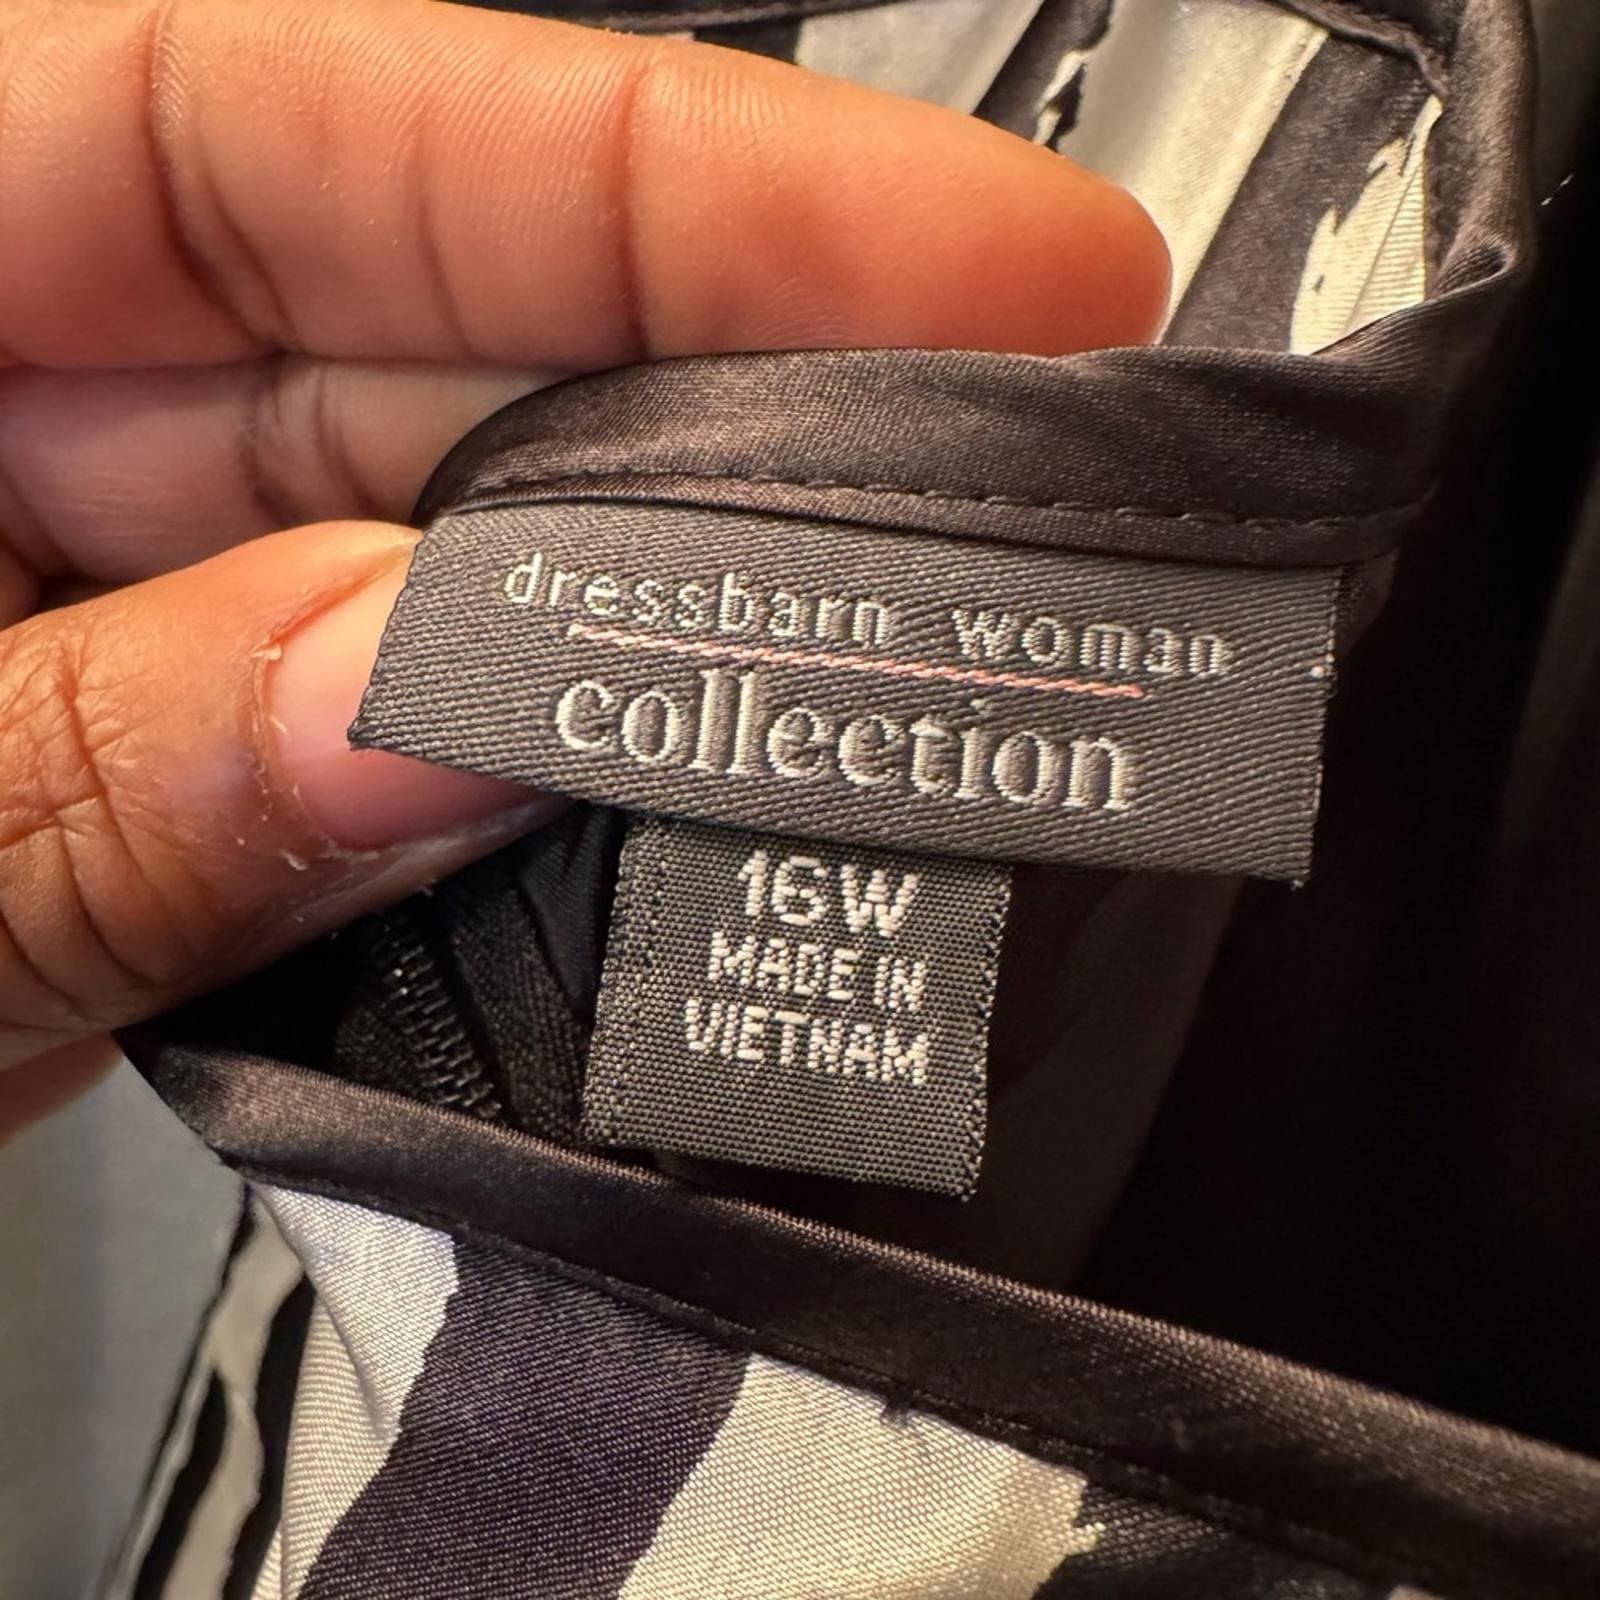 dressbarn woman
collection
16W
MADE IN
VIETNAM